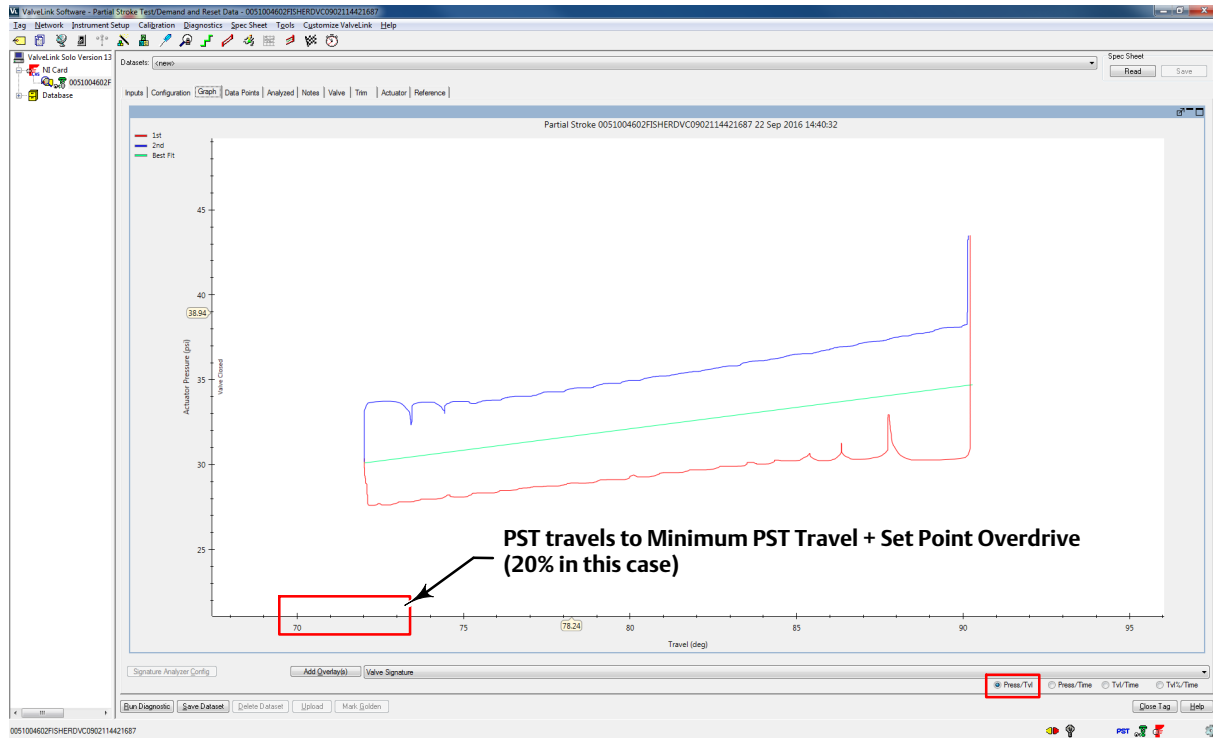 ValveLink Software - Partial Stroke Test/Demand and Reset Data - 0051004602FISHERDVC0902114421687
Tag Network Instrument Setup Calibration Diagnostics Spec Sheet Tools Customize ValveLink Help
ValveLink Solo Version 13
NI Card
0051004602F
Database
Datasets: <new>
Spec Sheet
Read Save
Inputs Configuration Graph Data Points Analyzed Notes Valve Trim Actuator Reference
Partial Stroke 0051004602FISHERDVC0902114421687 22 Sep 2016 14:40:32
1st
2nd
Best Fit
45
40
38.94
35
30
25
Actuator Pressure (psi)
Valve Closed
PST travels to Minimum PST Travel + Set Point Overdrive
(20% in this case)
70 75 78.24 80 85 90 95
Travel (deg)
Signature Analyzer Config Add Overlay(s) Valve Signature
Press/Tvl Press/Time Tvl/Time Tvl%/Time
Run Diagnostic Save Dataset Delete Dataset Upload Mark Golden Close Tag Help
0051004602FISHERDVC0902114421687
PST